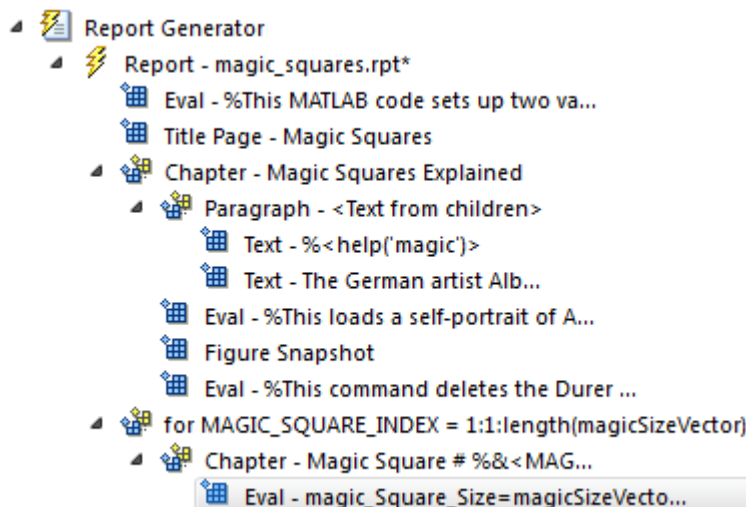 Report Generator
Report - magic_squares.rpt*
Eval - %This MATLAB code sets up two va...
Title Page - Magic Squares
Chapter - Magic Squares Explained
Paragraph - <Text from children>
Text - %<help('magic')>
Text - The German artist Alb...
Eval - %This loads a self-portrait of A...
Figure Snapshot
Eval - %This command deletes the Durer ...
for MAGIC_SQUARE_INDEX = 1:1:length(magicSizeVector)
Chapter - Magic Square # %&<MAG...
Eval - magic_Square_Size=magicSizeVecto...